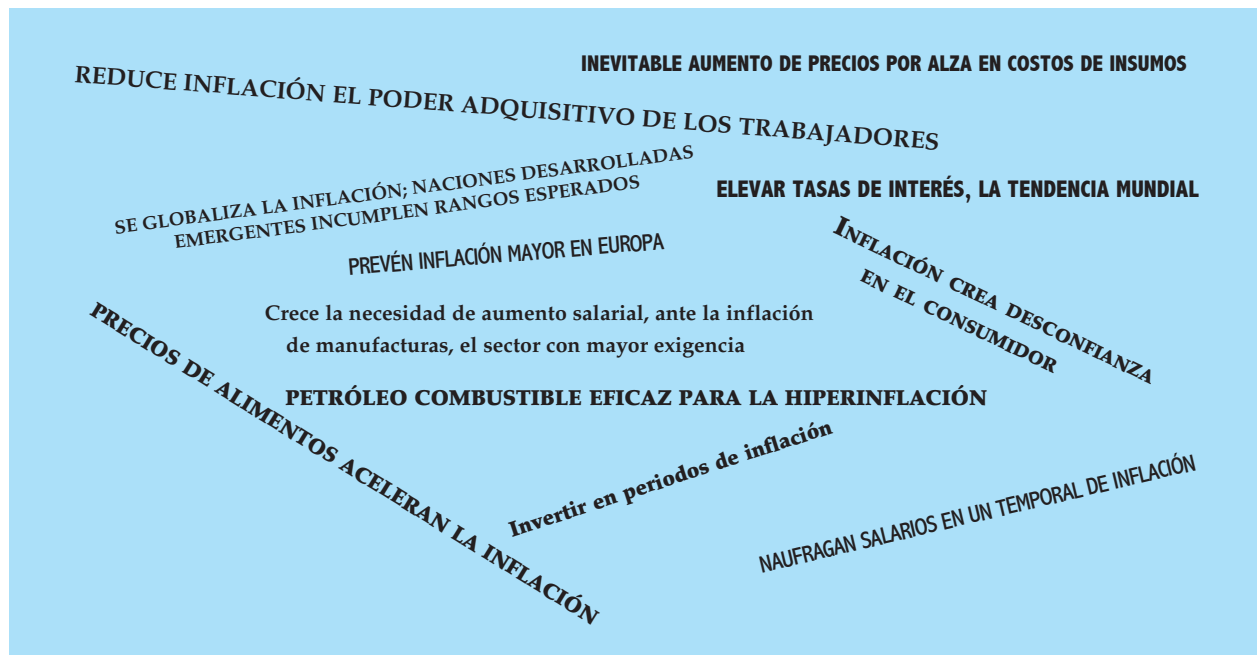 INEVITABLE AUMENTO DE PRECIOS POR ALZA EN COSTOS DE INSUMOS
REDUCE INFLACIÓN EL PODER ADQUISITIVO DE LOS TRABAJADORES
SE GLOBALIZA LA INFLACIÓN; NACIONES DESARROLLADAS
EMERGENTES INCUMPLEN RANGOS ESPERADOS
ELEVAR TASAS DE INTERÉS, LA TENDENCIA MUNDIAL
PREVÉN INFLACIÓN MAYOR EN EUROPA
INFLACIÓN CREA DESCONFIANZA
EN EL CONSUMIDOR
Crece la necesidad de aumento salarial, ante la inflación
de manufacturas, el sector con mayor exigencia
PRECIOS DE ALIMENTOS ACELERAN LA INFLACIÓN
PETRÓLEO COMBUSTIBLE EFICAZ PARA LA HIPERINFLACIÓN
Invertir en periodos de inflación
NAUFRAGAN SALARIOS EN UN TEMPORAL DE INFLACIÓN